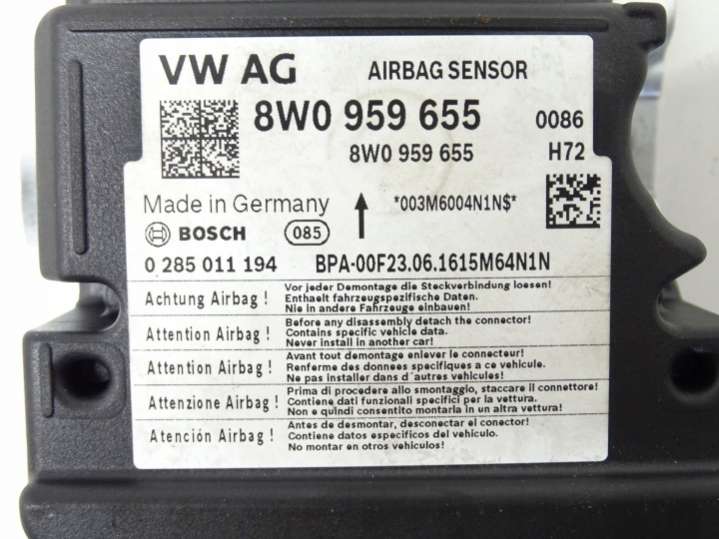 VW AG AIRBAG SENSOR
8W0 959 655 0086
8W0 959 655 H72
Made in Germany *003M6004N1N$*
BOSCH 085
0 285 011 194 BPA-00F23.06.1615M64N1N
Achtung Airbag ! Vor jeder Demontage die Steckverbindung loesen!
Enthaelt fahrzeugspezifische Daten.
Nie in andere Fahrzeuge einbauen!
Attention Airbag ! Before any disassembly detach the connector!
Contains specific vehicle data.
Never install in another car!
Attention Airbag ! Avant tout demontage enlever le connecteur!
Renferme des donnees specifiques a ce vehicule.
Ne pas installer dans d'autres vehicules!
Attenzione Airbag ! Prima di procedere allo smontaggio, staccare il connettore!
Contiene dati funzionali specifici per la vettura.
Non e quindi consentito montarla in un altra vettura!
Atención Airbag ! Antes de desmontar, desconectar el conector!
Contiene datos especificos del vehiculo.
No montar en otros vehiculos!